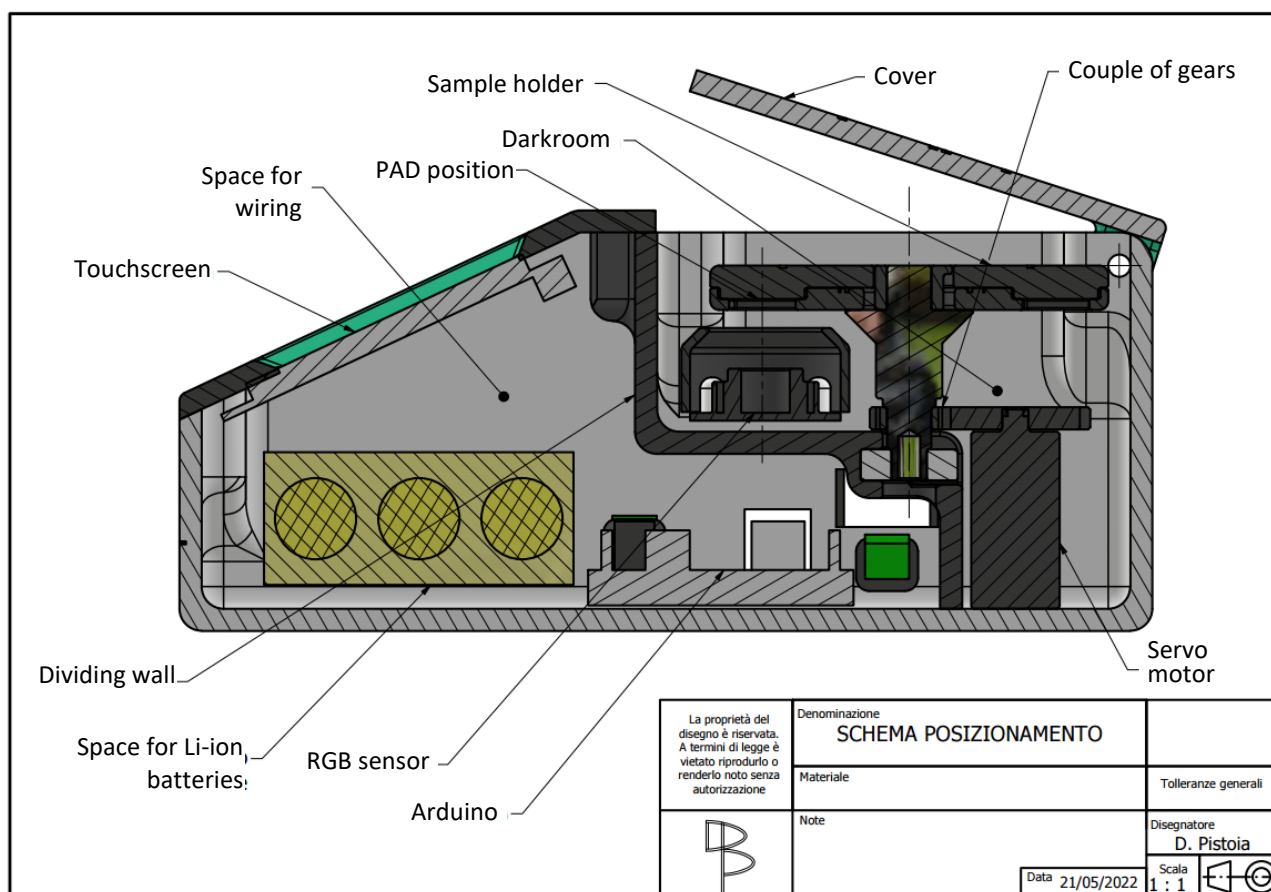 Sample holder
Cover
Couple of gears
Darkroom
PAD position
Space for
wiring
Touchscreen
Dividing wall
Servo
motor
Space for Li-ion
batteries
RGB sensor
Arduino
La proprietà del
disegno è riservata.
A termini di legge è
vietato riprodurlo o
renderlo noto senza
autorizzazione
Denominazione
SCHEMA POSIZIONAMENTO
Materiale
Tolleranze generali
Note
Disegnatore
D. Pistoia
Data 21/05/2022
Scala
1 : 1